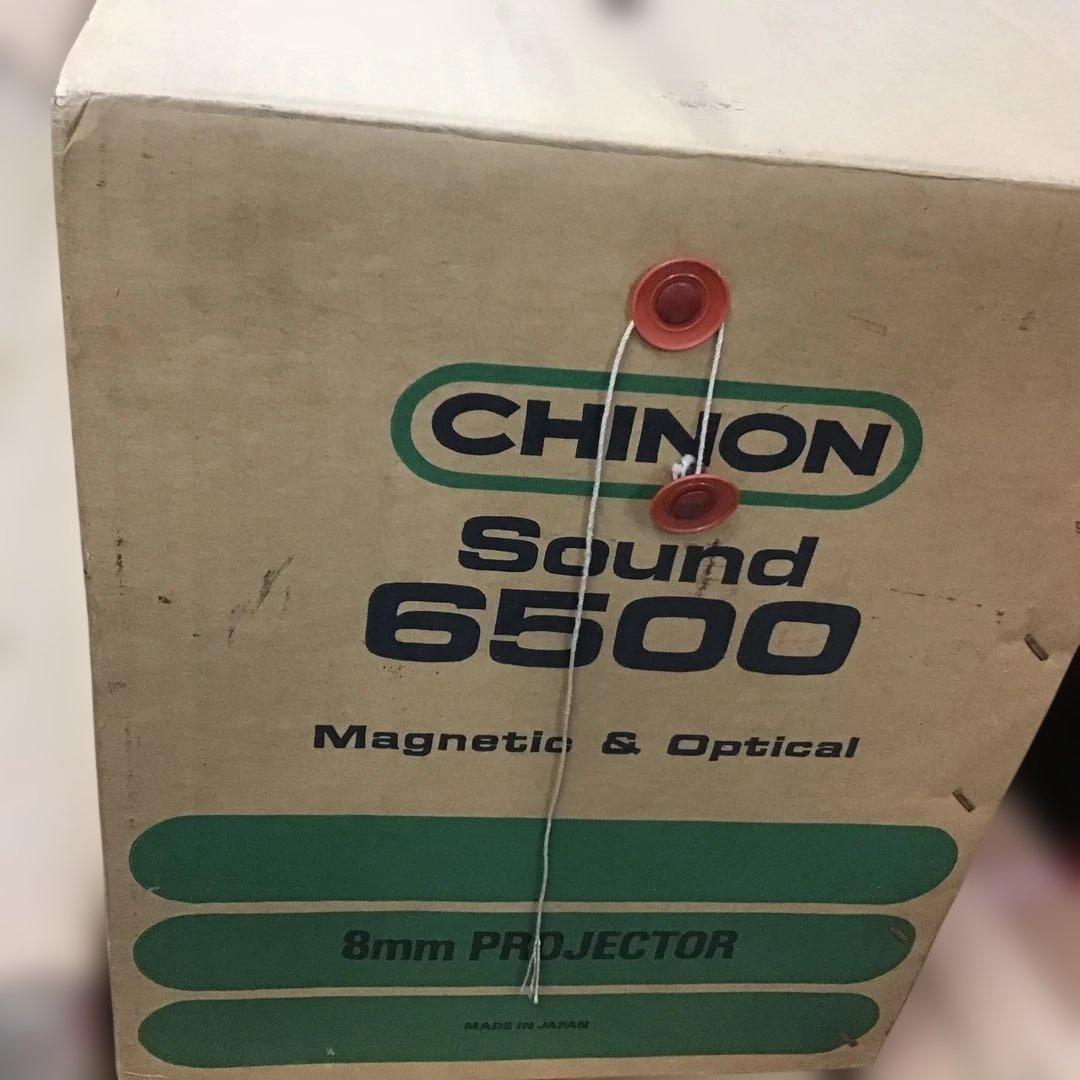 CHINON
Sound
6500
Magnetic & Optical
8mm PROJECTOR
MADE IN JAPAN